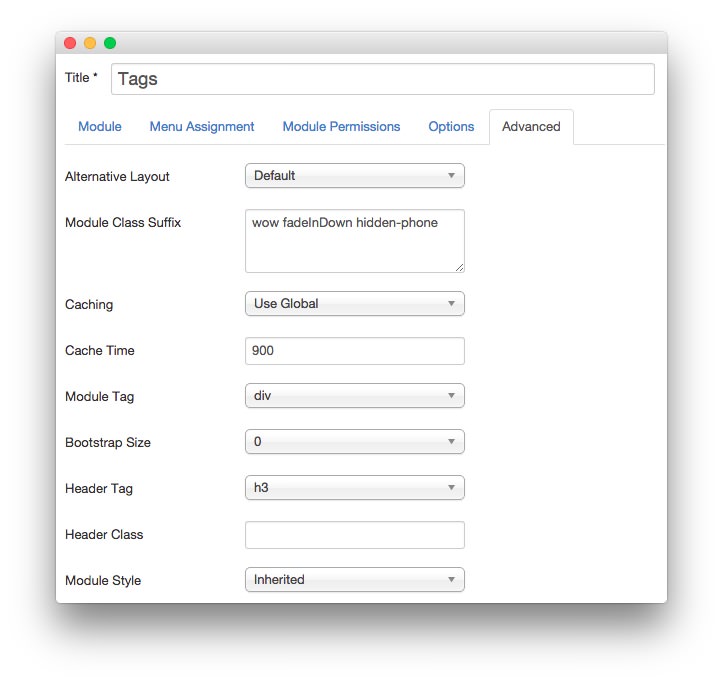 Title * Tags
Module Menu Assignment Module Permissions Options Advanced
Alternative Layout Default
Module Class Suffix wow fadeInDown hidden-phone
Caching Use Global
Cache Time 900
Module Tag div
Bootstrap Size 0
Header Tag h3
Header Class
Module Style Inherited